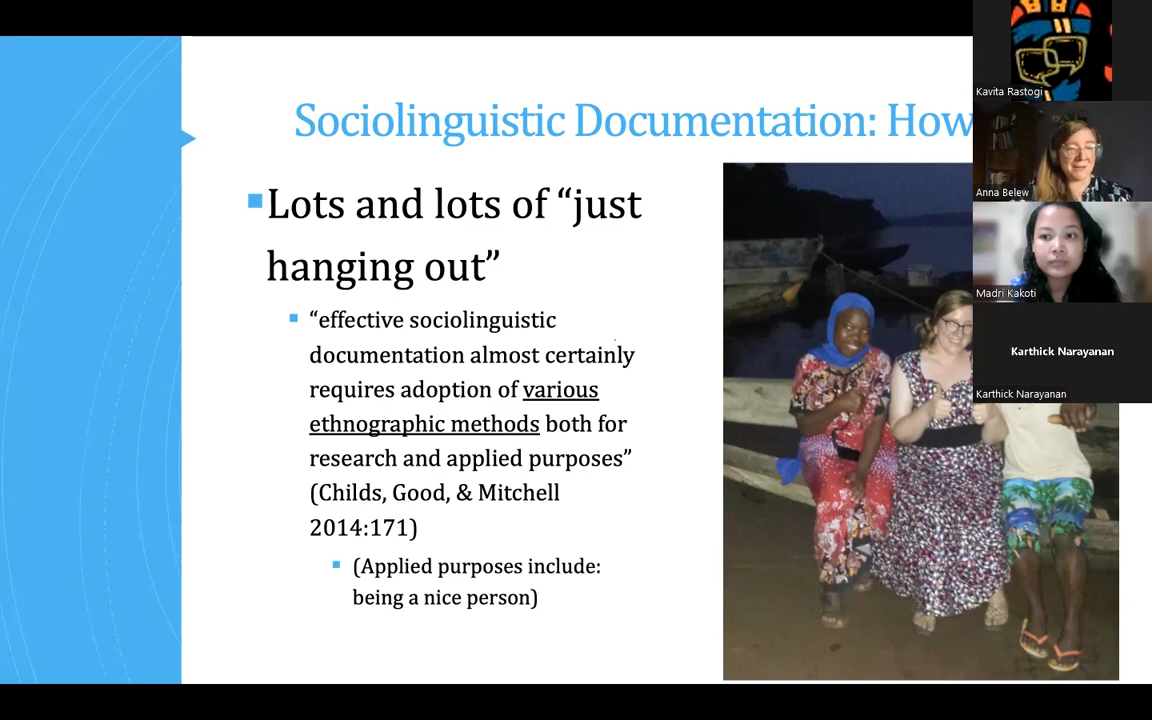 Sociolinguistic Documentation: How
Lots and lots of “just
hanging out”
“effective sociolinguistic
documentation almost certainly
requires adoption of various
ethnographic methods both for
research and applied purposes”
(Childs, Good, & Mitchell
2014:171)
(Applied purposes include:
being a nice person)
Kavita Rastogi
Anna Belew
Madri Kakoti
Karthick Narayanan
Karthick Narayanan